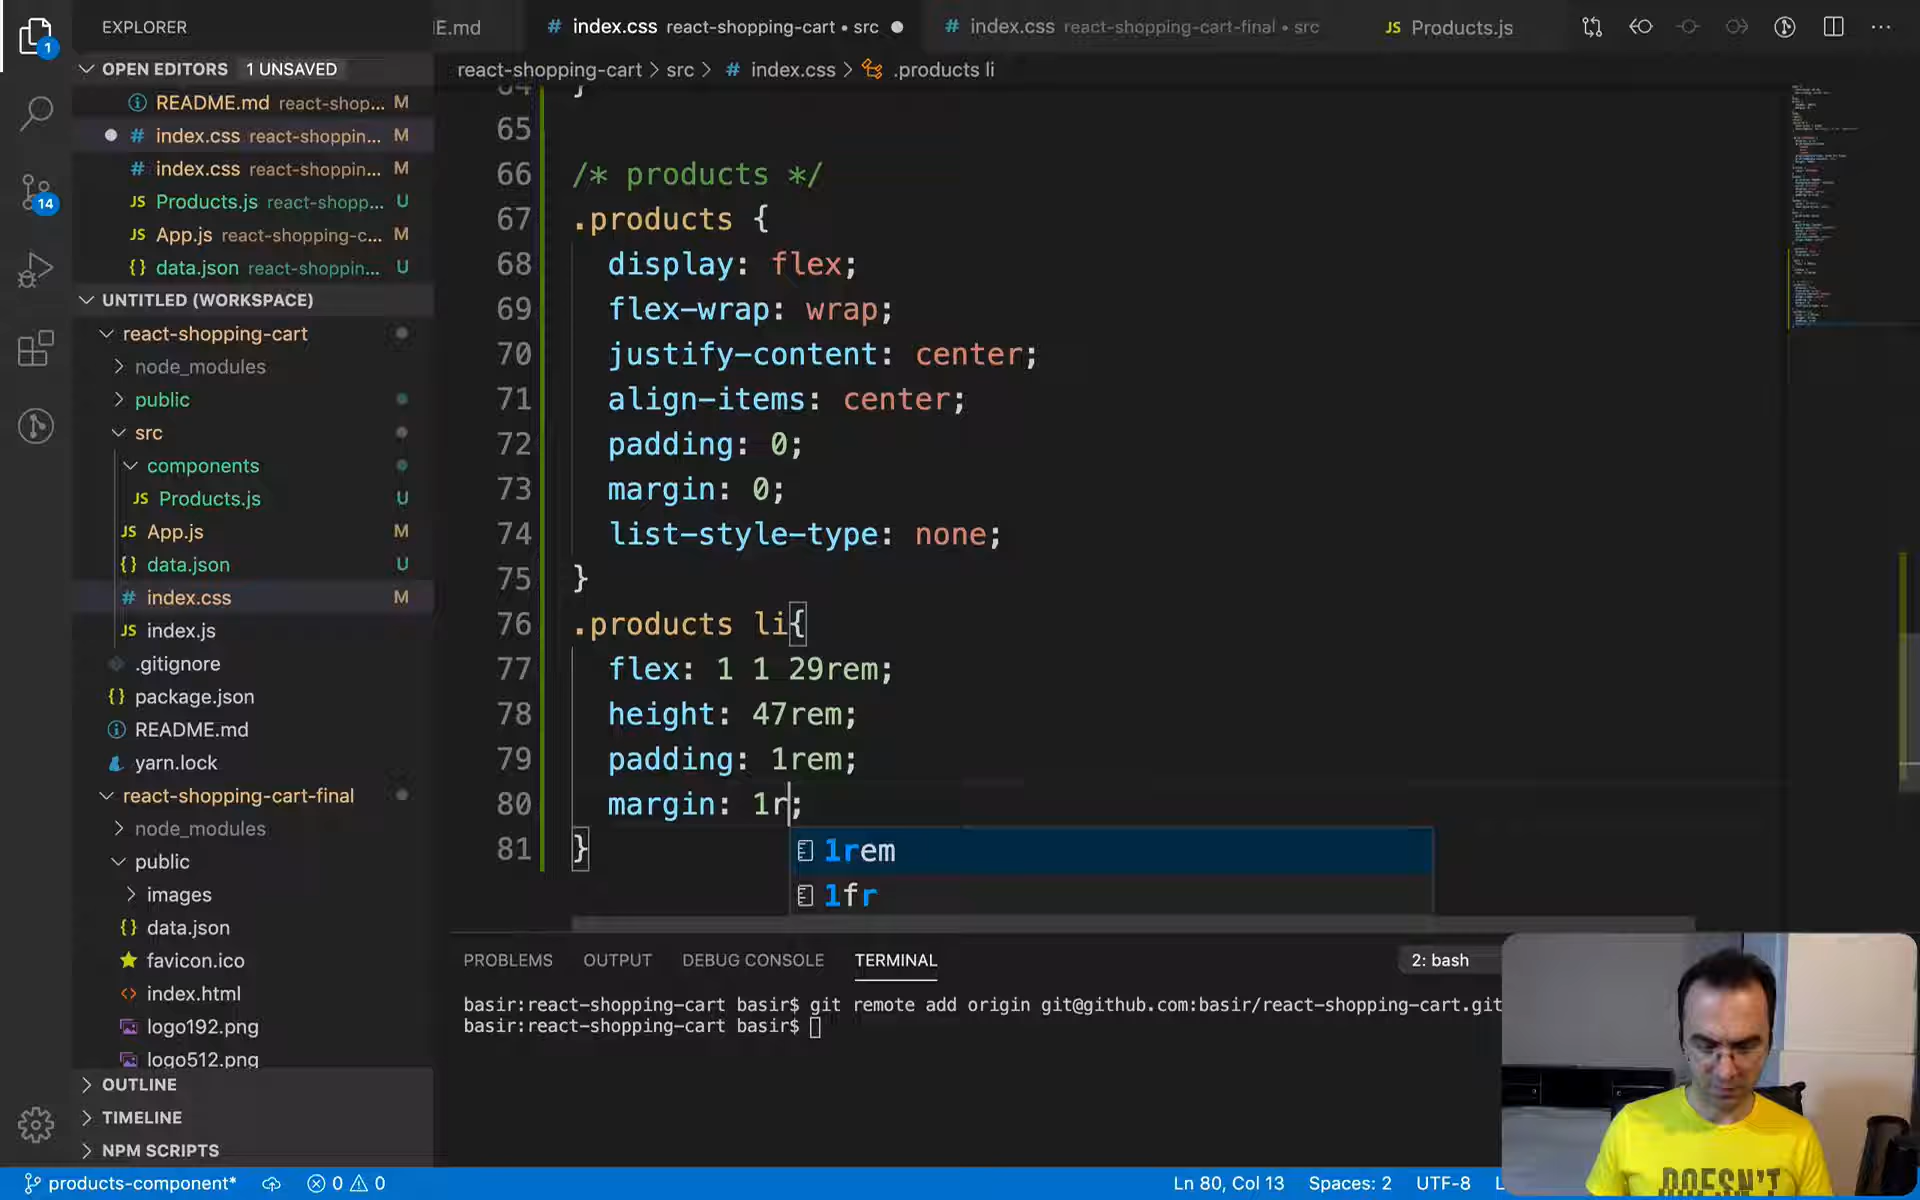 EXPLORER
E.md
# index.css react-shopping-cart • src
# index.css react-shopping-cart-final • src
JS Products.js
1
OPEN EDITORS 1 UNSAVED
README.md react-shop... M
# index.css react-shoppin... M
# index.css react-shoppin... M
JS Products.js react-shopp... U
JS App.js react-shopping-c... M
{} data.json react-shoppin... U
14
UNTITLED (WORKSPACE)
react-shopping-cart
node_modules
public
src
components
JS Products.js U
JS App.js M
{} data.json U
# index.css M
JS index.js
.gitignore
{} package.json
README.md
yarn.lock
react-shopping-cart-final
node_modules
public
images
{} data.json
favicon.ico
<> index.html
logo192.png
logo512.png
OUTLINE
TIMELINE
NPM SCRIPTS
react-shopping-cart > src > # index.css > .products li
64 }
65
66 /* products */
67 .products {
68 display: flex;
69 flex-wrap: wrap;
70 justify-content: center;
71 align-items: center;
72 padding: 0;
73 margin: 0;
74 list-style-type: none;
75 }
76 .products li{
77 flex: 1 1 29rem;
78 height: 47rem;
79 padding: 1rem;
80 margin: 1r;
81 }
1rem
1fr
PROBLEMS OUTPUT DEBUG CONSOLE TERMINAL 2: bash
basir:react-shopping-cart basir$ git remote add origin git@github.com:basir/react-shopping-cart.git
basir:react-shopping-cart basir$
DOESN'T
products-component* 0 0 Ln 80, Col 13 Spaces: 2 UTF-8 L